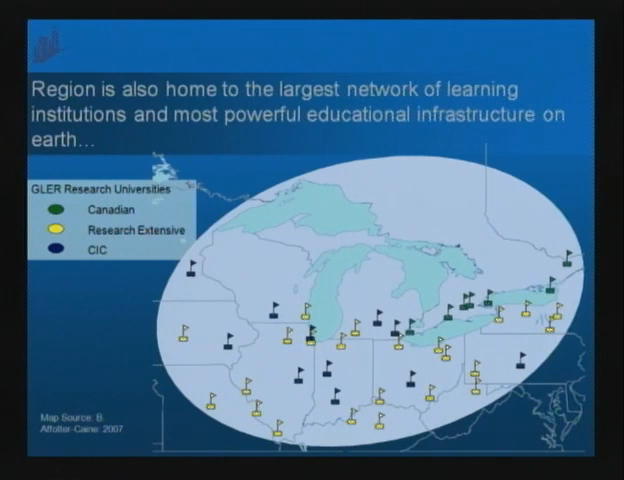 Region is also home to the largest network of learning
institutions and most powerful educational infrastructure on
earth...
GLER Research Universities
Canadian
Research Extensive
CIC
Map Source: B.
Affolter-Caine: 2007